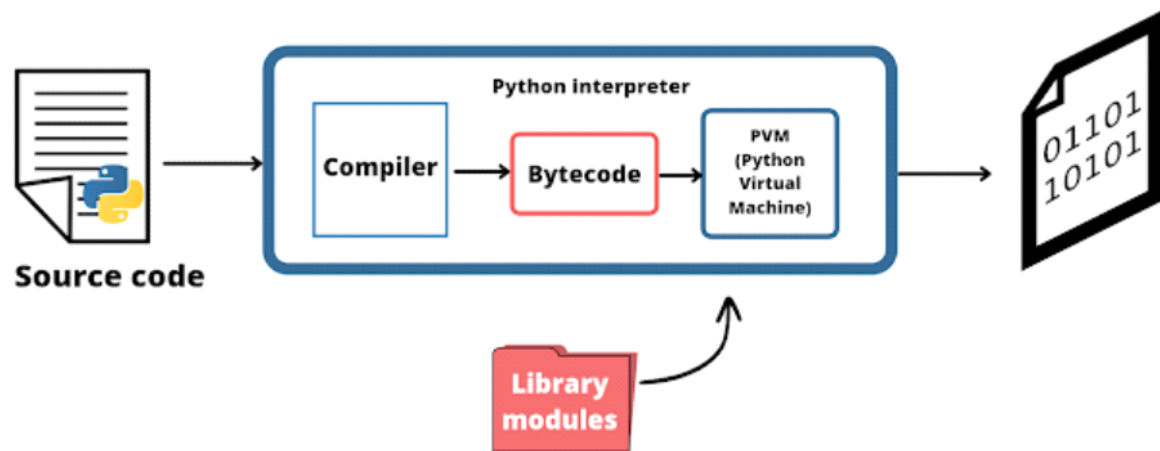 Source code
Python interpreter
Compiler
Bytecode
PVM
(Python
Virtual
Machine)
Library
modules
01101
10101